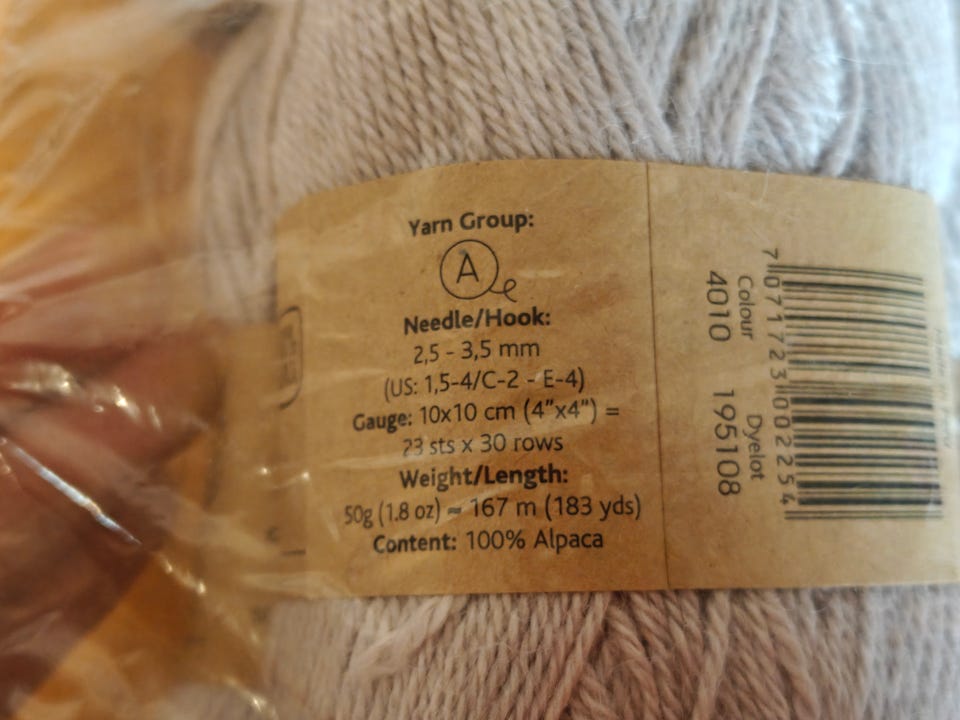 Yarn Group:
A
Needle/Hook:
2,5 - 3,5 mm
(US: 1,5-4/C-2 - E-4)
Gauge: 10x10 cm (4"x4") =
23 sts x 30 rows
Weight/Length:
50g (1.8 oz) ≈ 167 m (183 yds)
Content: 100% Alpaca
Colour Dyelot
4010 195108
7 071723 002254